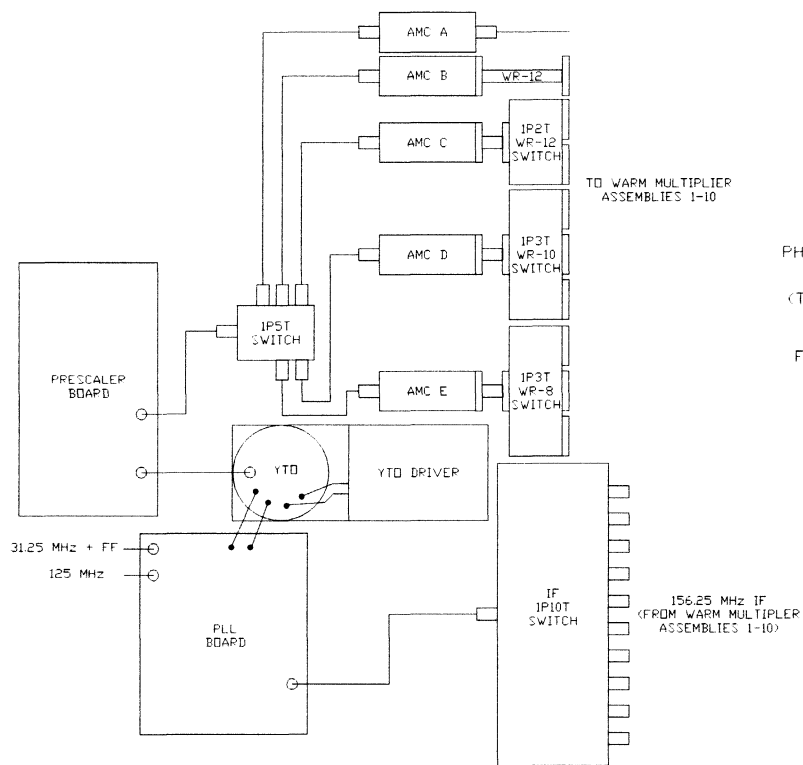 AMC A
AMC B
WR-12
AMC C
1P2T
WR-12
SWITCH
TO WARM MULTIPLIER
ASSEMBLIES 1-10
AMC D
1P3T
WR-10
SWITCH
PH
<T
F
1P5T
SWITCH
PRESCALER
BOARD
AMC E
1P3T
WR-8
SWITCH
YTO
YTO DRIVER
31.25 MHz + FF
125 MHz
PLL
BOARD
IF
1P10T
SWITCH
156.25 MHz IF
<FROM WARM MULTIPLER
ASSEMBLIES 1-10>